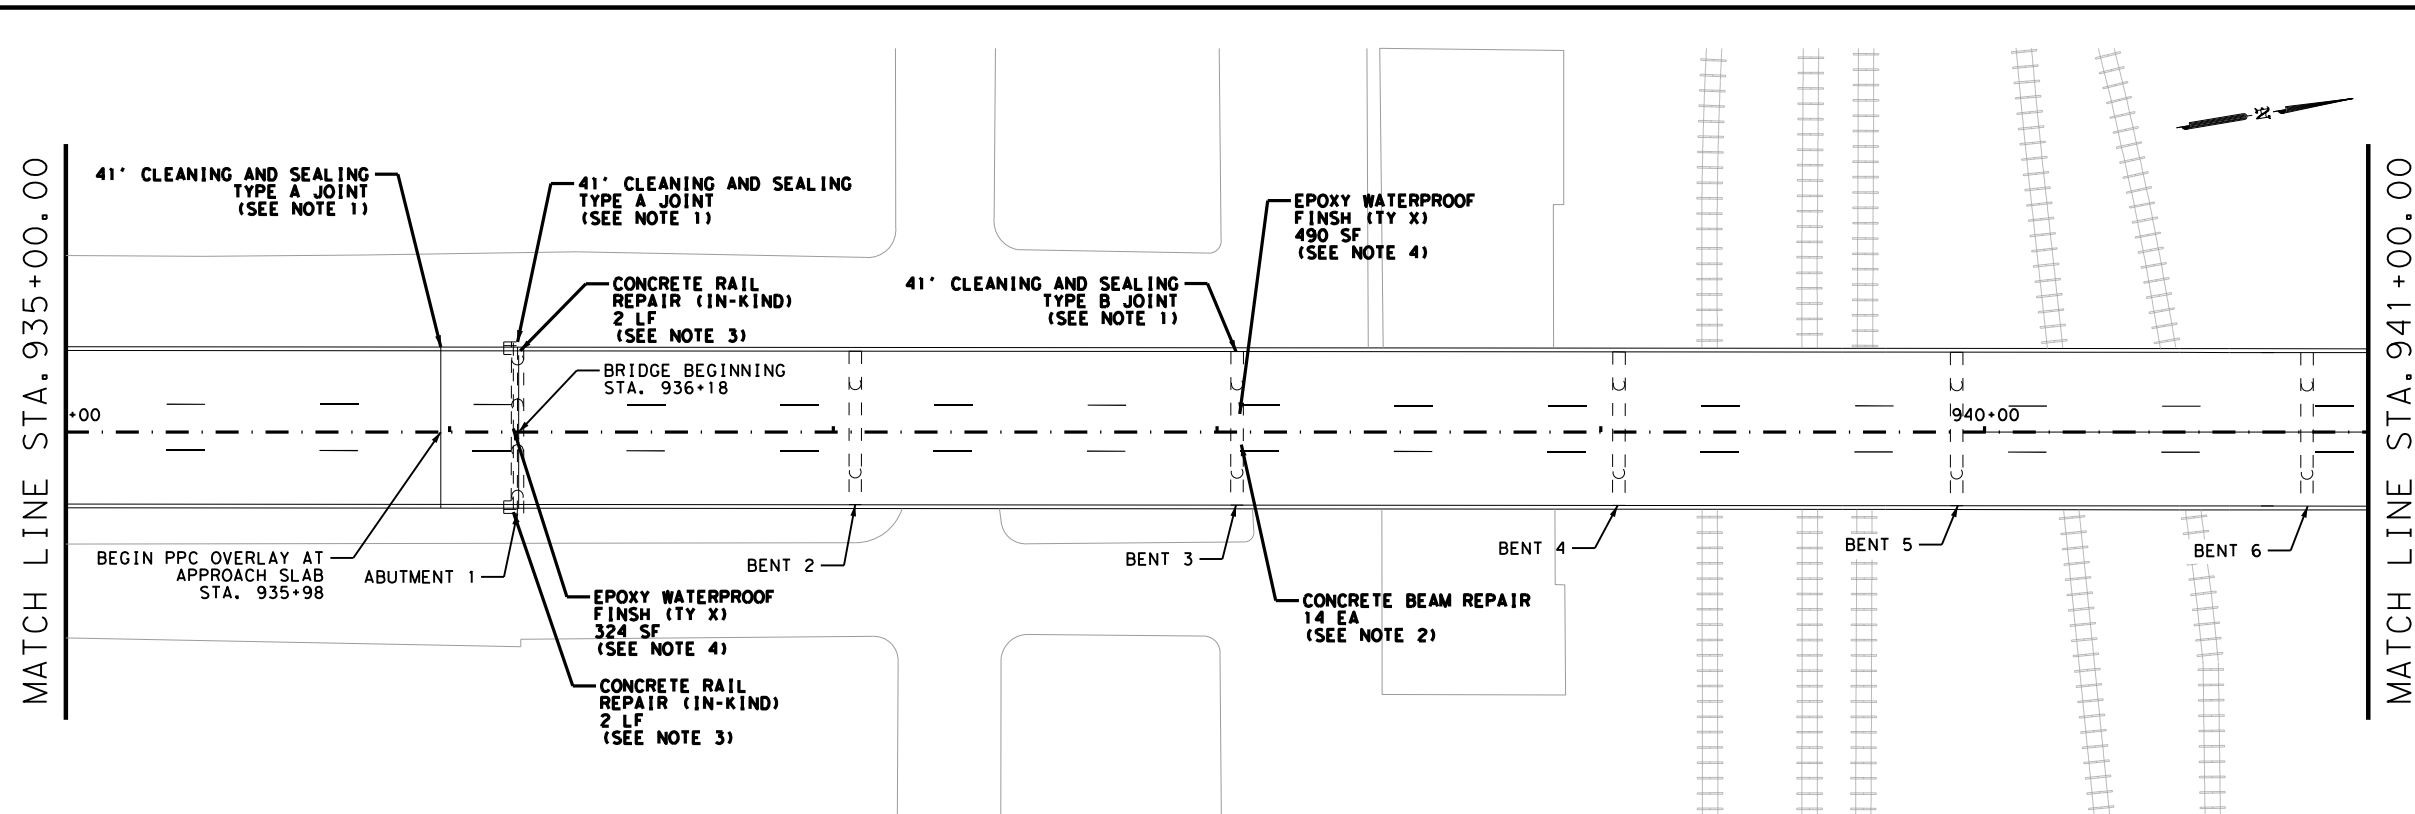 MATCH LINE STA. 935+00.00
41' CLEANING AND SEALING
TYPE A JOINT
(SEE NOTE 1)
41' CLEANING AND SEALING
TYPE A JOINT
(SEE NOTE 1)
CONCRETE RAIL
REPAIR (IN-KIND)
2 LF
(SEE NOTE 3)
BRIDGE BEGINNING
STA. 936+18
41' CLEANING AND SEALING
TYPE B JOINT
(SEE NOTE 1)
EPOXY WATERPROOF
FINSH (TY X)
490 SF
(SEE NOTE 4)
N
+00
940+00
BEGIN PPC OVERLAY AT
APPROACH SLAB
STA. 935+98
ABUTMENT 1
BENT 2
BENT 3
BENT 4
BENT 5
BENT 6
EPOXY WATERPROOF
FINSH (TY X)
324 SF
(SEE NOTE 4)
CONCRETE RAIL
REPAIR (IN-KIND)
2 LF
(SEE NOTE 3)
CONCRETE BEAM REPAIR
14 EA
(SEE NOTE 2)
MATCH LINE STA. 941+00.00